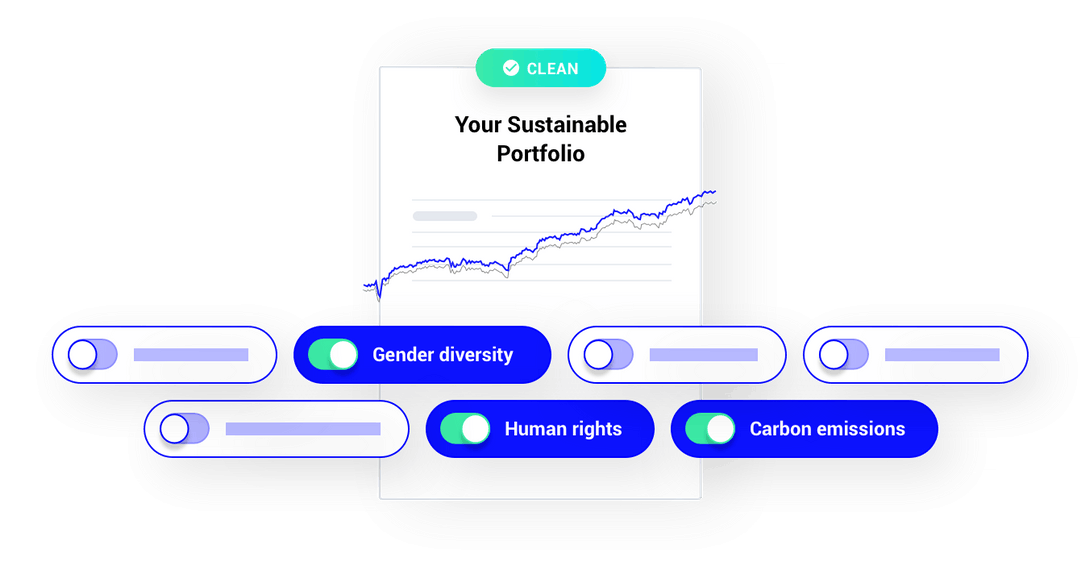 CLEAN
Your Sustainable
Portfolio
Gender diversity
Human rights
Carbon emissions